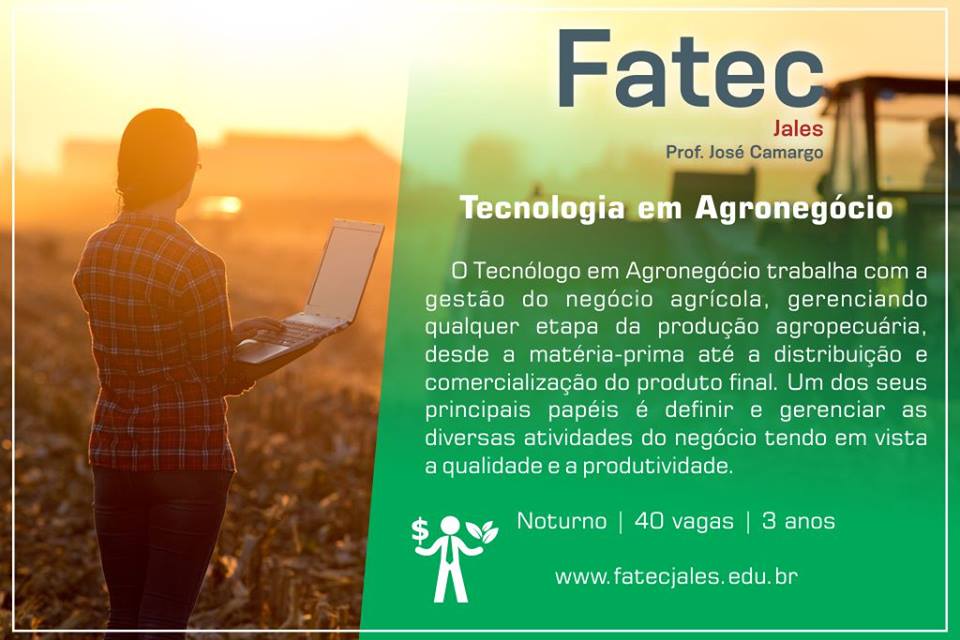 Fatec
Jales
Prof. José Camargo
Tecnologia em Agronegócio
O Tecnólogo em Agronegócio trabalha com a
gestão do negócio agrícola, gerenciando
qualquer etapa da produção agropecuária,
desde a matéria-prima até a distribuição e
comercialização do produto final. Um dos seus
principais papéis é definir e gerenciar as
diversas atividades do negócio tendo em vista
a qualidade e a produtividade.
$
Noturno | 40 vagas | 3 anos
www.fatecjales.edu.br